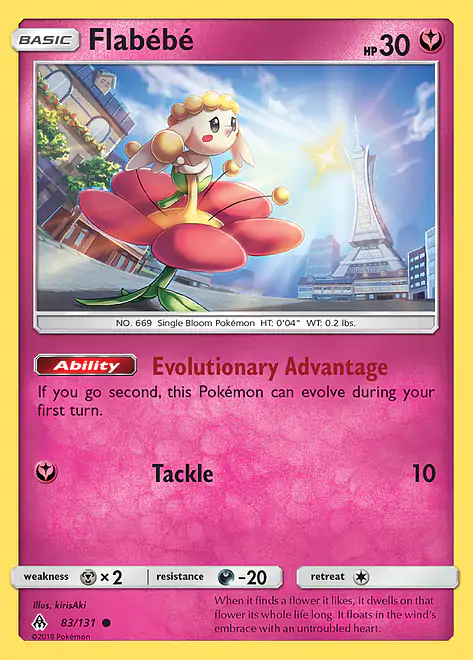 BASIC Flabébé HP 30
NO. 669 Single Bloom Pokémon HT: 0'04" WT: 0.2 lbs.
Ability Evolutionary Advantage
If you go second, this Pokémon can evolve during your
first turn.
Tackle 10
weakness × 2 resistance -20 retreat
Illus. kirisAki
83/131
©2018 Pokémon
When it finds a flower it likes, it dwells on that
flower its whole life long. It floats in the wind's
embrace with an untroubled heart.